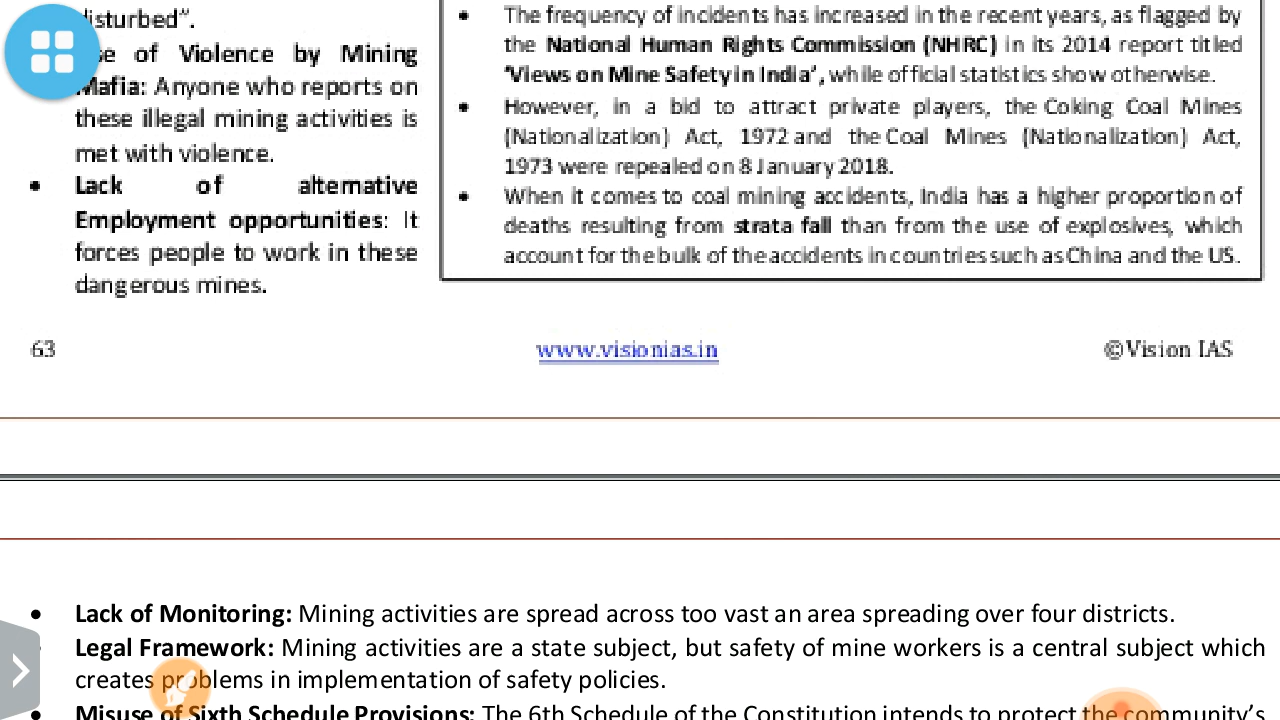 disturbed”.
se of Violence by Mining
Mafia: Anyone who reports on
these illegal mining activities is
met with violence.
• Lack of alternative
Employment opportunities: It
forces people to work in these
dangerous mines.
• The frequency of incidents has increased in the recent years, as flagged by
the National Human Rights Commission (NHRC) in its 2014 report titled
‘Views on Mine Safety in India’, while official statistics show otherwise.
• However, in a bid to attract private players, the Coking Coal Mines
(Nationalization) Act, 1972 and the Coal Mines (Nationalization) Act,
1973 were repealed on 8 January 2018.
• When it comes to coal mining accidents, India has a higher proportion of
deaths resulting from strata fall than from the use of explosives, which
account for the bulk of the accidents in countries such as China and the US.
63 www.visionias.in ©Vision IAS
• Lack of Monitoring: Mining activities are spread across too vast an area spreading over four districts.
Legal Framework: Mining activities are a state subject, but safety of mine workers is a central subject which
creates problems in implementation of safety policies.
• Misuse of Sixth Schedule Provisions: The 6th Schedule of the Constitution intends to protect the community’s